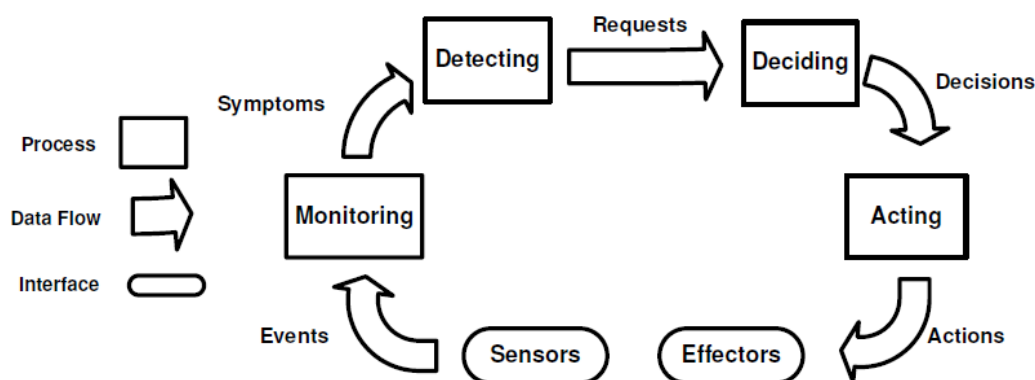 Requests
Detecting
Deciding
Symptoms
Decisions
Process
Monitoring
Acting
Data Flow
Interface
Events
Sensors
Effectors
Actions